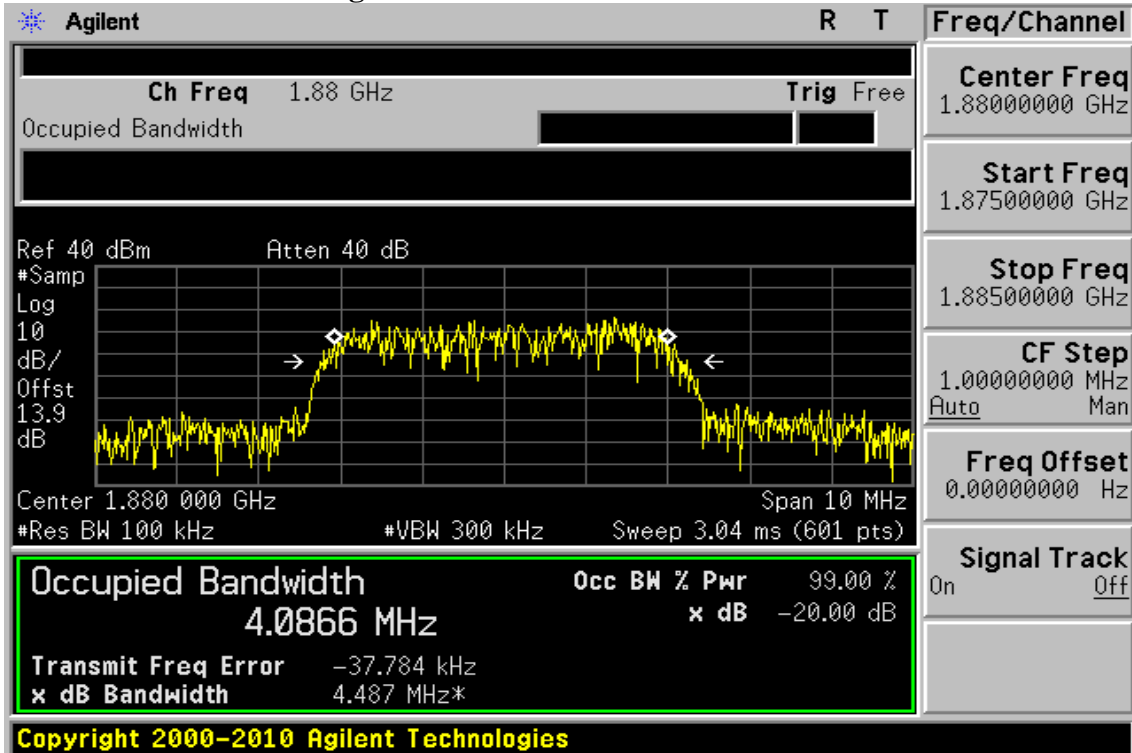 Agilent R T Freq/Channel
Ch Freq 1.88 GHz Trig Free
Occupied Bandwidth
Center Freq
1.88000000 GHz
Start Freq
1.87500000 GHz
Stop Freq
1.88500000 GHz
CF Step
1.00000000 MHz
Auto Man
Freq Offset
0.00000000 Hz
Signal Track
On Off
Ref 40 dBm Atten 40 dB
#Samp
Log
10
dB/
Offst
13.9
dB
Center 1.880 000 GHz Span 10 MHz
#Res BW 100 kHz #VBW 300 kHz Sweep 3.04 ms (601 pts)
Occupied Bandwidth Occ BW % Pwr 99.00 %
4.0866 MHz x dB -20.00 dB
Transmit Freq Error -37.784 kHz
x dB Bandwidth 4.487 MHz*
Copyright 2000-2010 Agilent Technologies